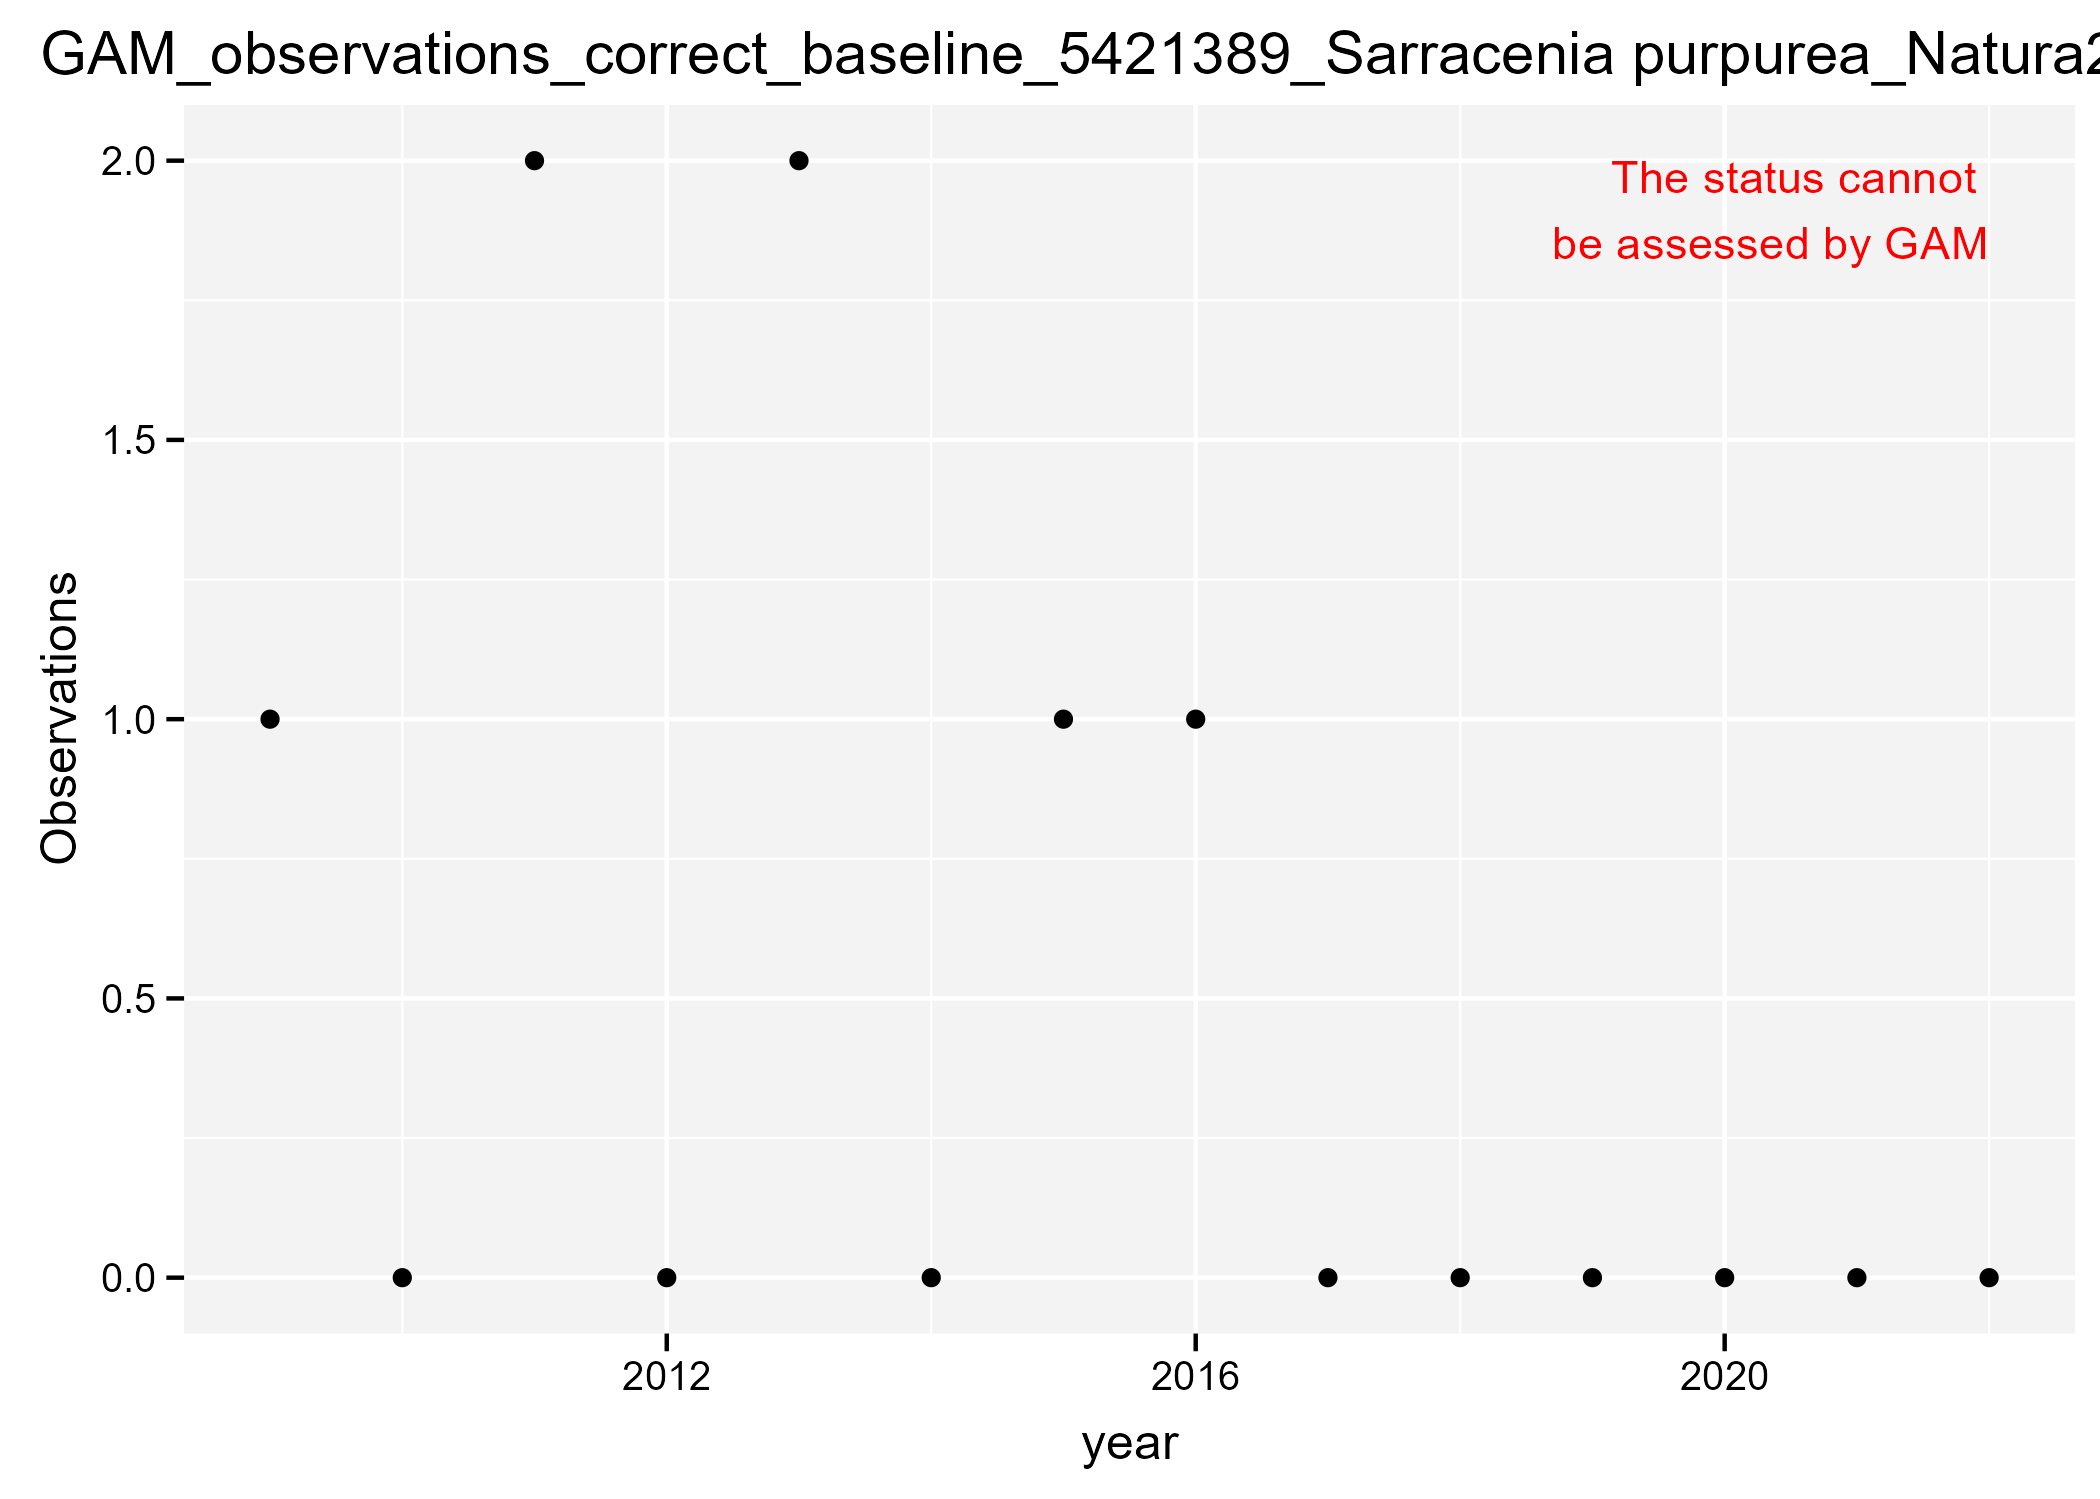 GAM_observations_correct_baseline_5421389_Sarracenia purpurea_Natura2
2.0
The status cannot
be assessed by GAM
1.5
Observations
1.0
0.5
0.0
2012 2016 2020
year